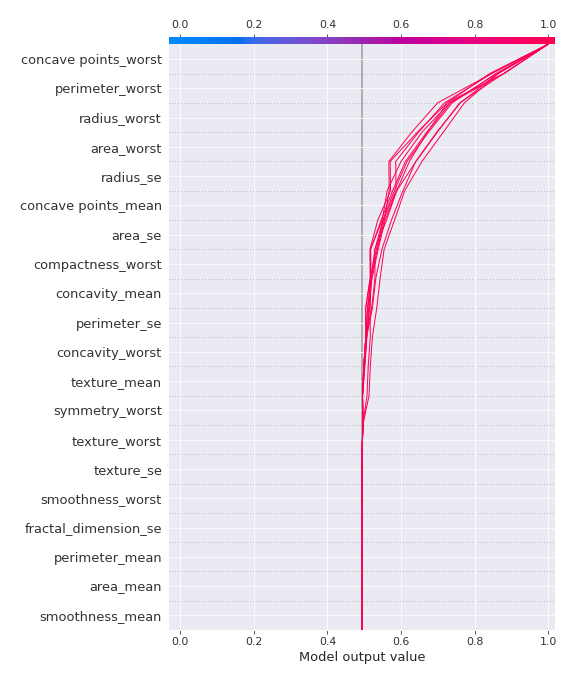 0.0 0.2 0.4 0.6 0.8 1.0
concave points_worst
perimeter_worst
radius_worst
area_worst
radius_se
concave points_mean
area_se
compactness_worst
concavity_mean
perimeter_se
concavity_worst
texture_mean
symmetry_worst
texture_worst
texture_se
smoothness_worst
fractal_dimension_se
perimeter_mean
area_mean
smoothness_mean
0.0 0.2 0.4 0.6 0.8 1.0
Model output value